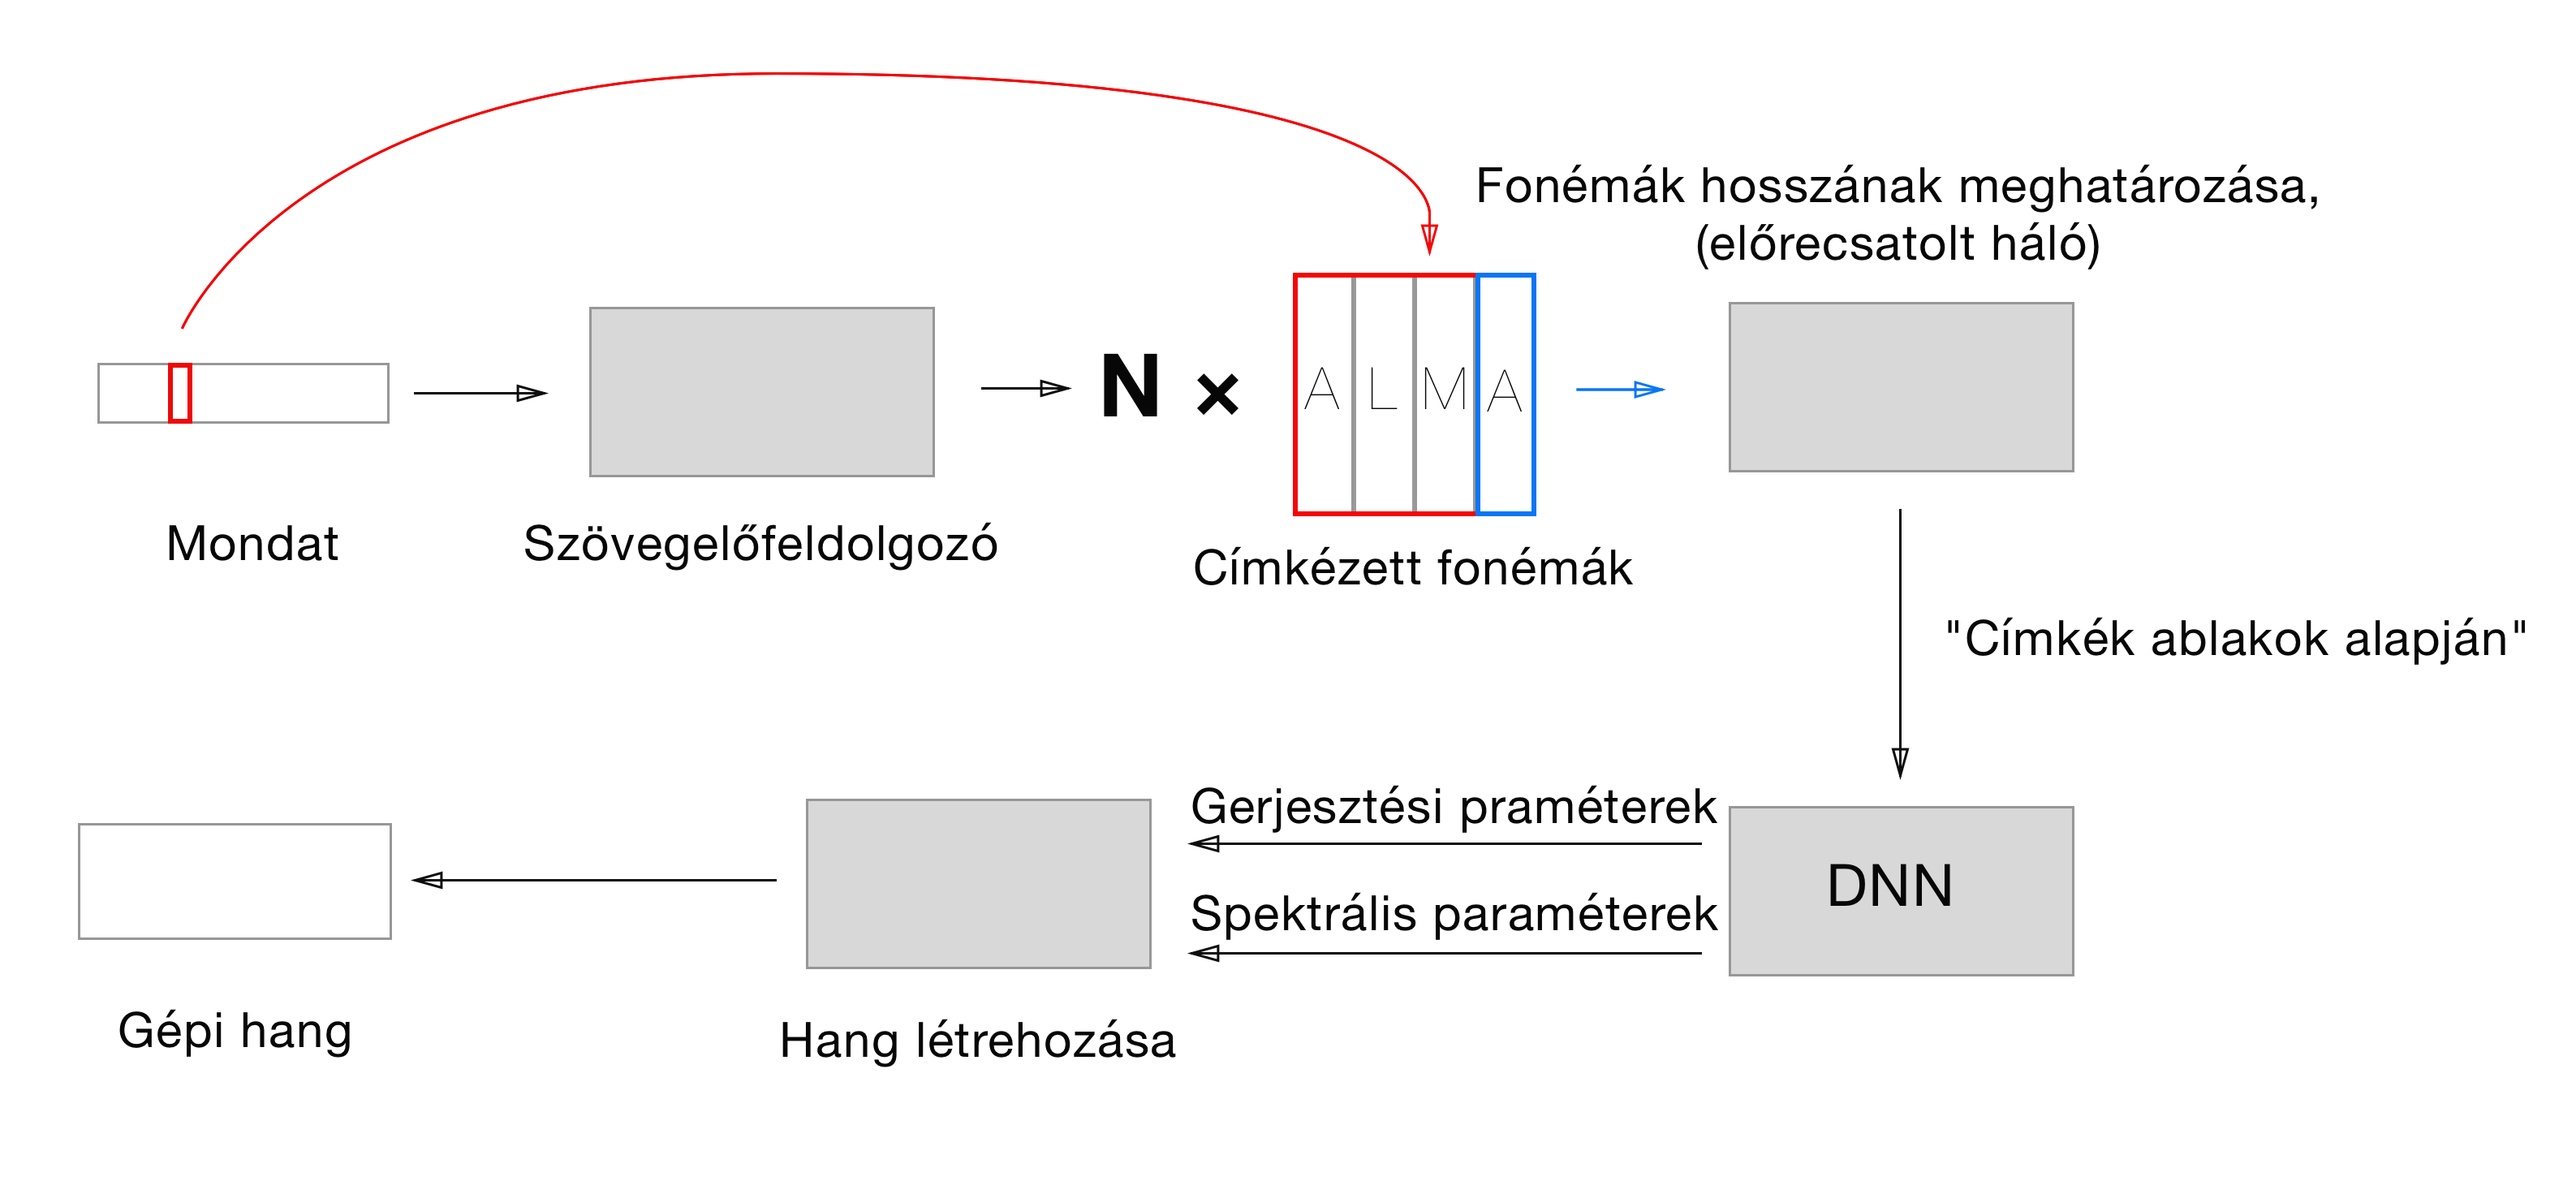 Fonémák hosszának meghatározása,
(előrecsatolt háló)
N × A L M A
Mondat
Szövegelőfeldolgozó
Címkézett fonémák
"Címkék ablakok alapján"
Gerjesztési praméterek
Spektrális paraméterek
DNN
Gépi hang
Hang létrehozása